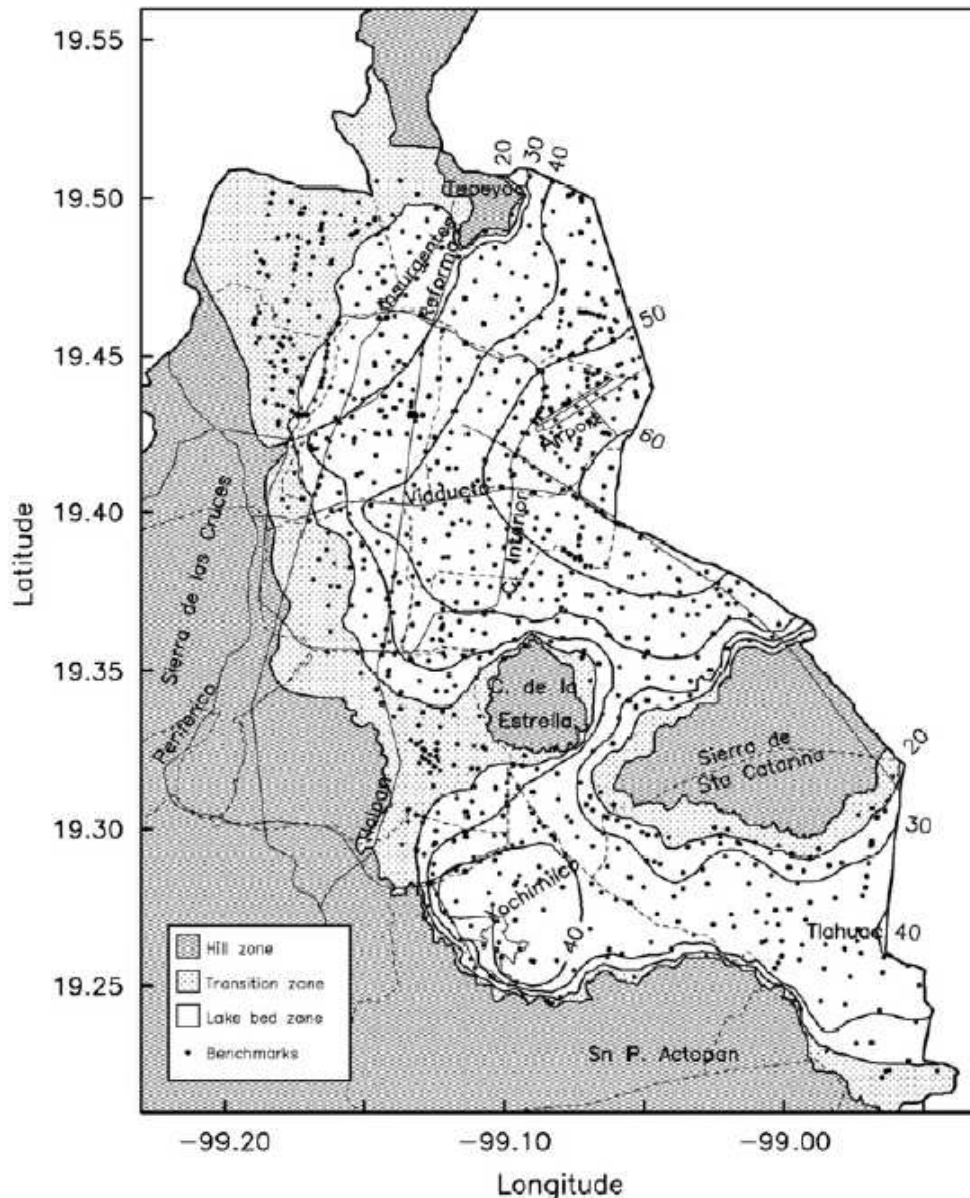 19.55
19.50
19.45
19.40
19.35
19.30
19.25
Latitude
-99.20
-99.10
-99.00
Longitude
20
30
40
Tepeyac
Insurgentes
Reforma
50
Airport
60
Viaducto
C. Interior
Sierra de las Cruces
Periferico
C. de la
Estrella
Sierra de
Sta Catarina
20
30
Tlalpan
Xochimilco
40
Tlahuac
40
Sn P. Actopan
Hill zone
Transition zone
Lake bed zone
Benchmarks